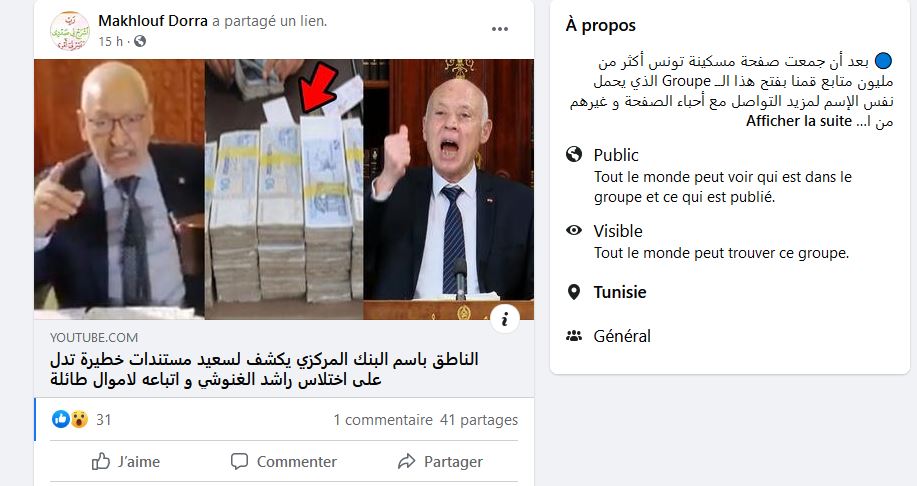 Makhlouf Dorra a partagé un lien.
15 h ·
YOUTUBE.COM
الناطق باسم البنك المركزي يكشف لسعيد مستندات خطيرة تدل
على اختلاس راشد الغنوشي و اتباعه لاموال طائلة
31
1 commentaire 41 partages
J’aime
Commenter
Partager
À propos
بعد أن جمعت صفحة مسكينة تونس أكثر من
مليون متابع قمنا بفتح هذا الــ Groupe الذي يحمل
نفس الإسم لمزيد التواصل مع أحباء الصفحة و غيرهم
من ا... Afficher la suite
Public
Tout le monde peut voir qui est dans le
groupe et ce qui est publié.
Visible
Tout le monde peut trouver ce groupe.
Tunisie
Général